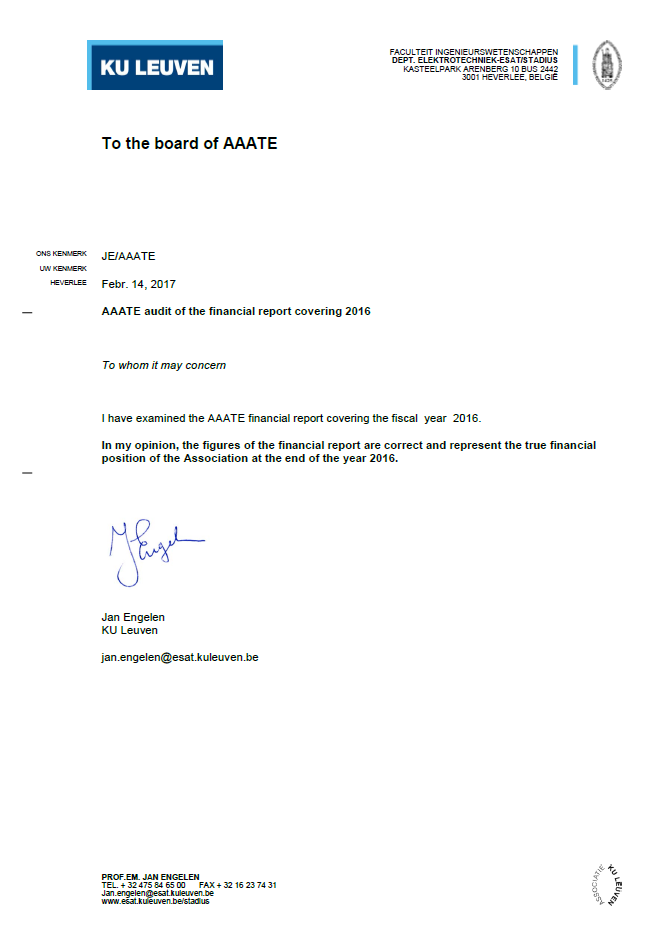 KU LEUVEN
FACULTEIT INGENIEURSWETENSCHAPPEN
DEPT. ELEKTROTECHNIEK-ESAT/STADIUS
KASTEELPARK ARENBERG 10 BUS 2442
3001 HEVERLEE, BELGIË
To the board of AAATE
ONS KENMERK JE/AAATE
UW KENMERK
HEVERLEE Febr. 14, 2017
AAATE audit of the financial report covering 2016
To whom it may concern
I have examined the AAATE financial report covering the fiscal  year  2016.
In my opinion, the figures of the financial report are correct and represent the true financial
position of the Association at the end of the year 2016.
JEngelen
Jan Engelen
KU Leuven
jan.engelen@esat.kuleuven.be
PROF.EM. JAN ENGELEN
TEL. + 32 475 84 65 00 FAX + 32 16 23 74 31
Jan.engelen@esat.kuleuven.be
www.esat.kuleuven.be/stadius
ASSOCIATIE
KU LEUVEN